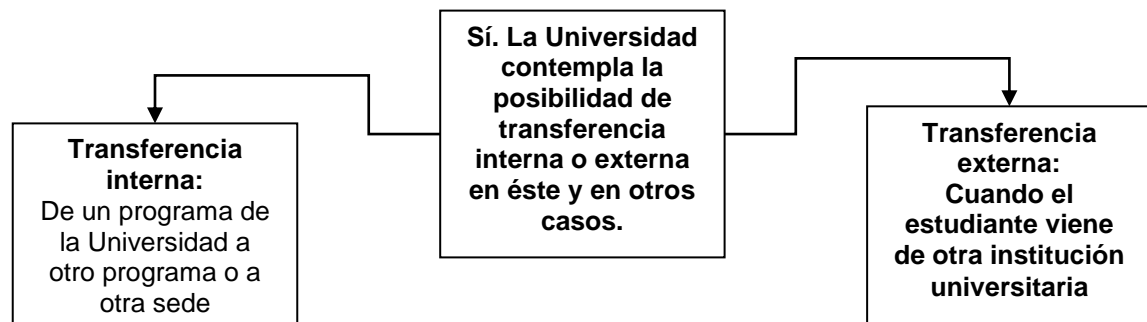 Sí. La Universidad
contempla la
posibilidad de
transferencia
interna o externa
en éste y en otros
casos.
Transferencia
interna:
De un programa de
la Universidad a
otro programa o a
otra sede
Transferencia
externa:
Cuando el
estudiante viene
de otra institución
universitaria